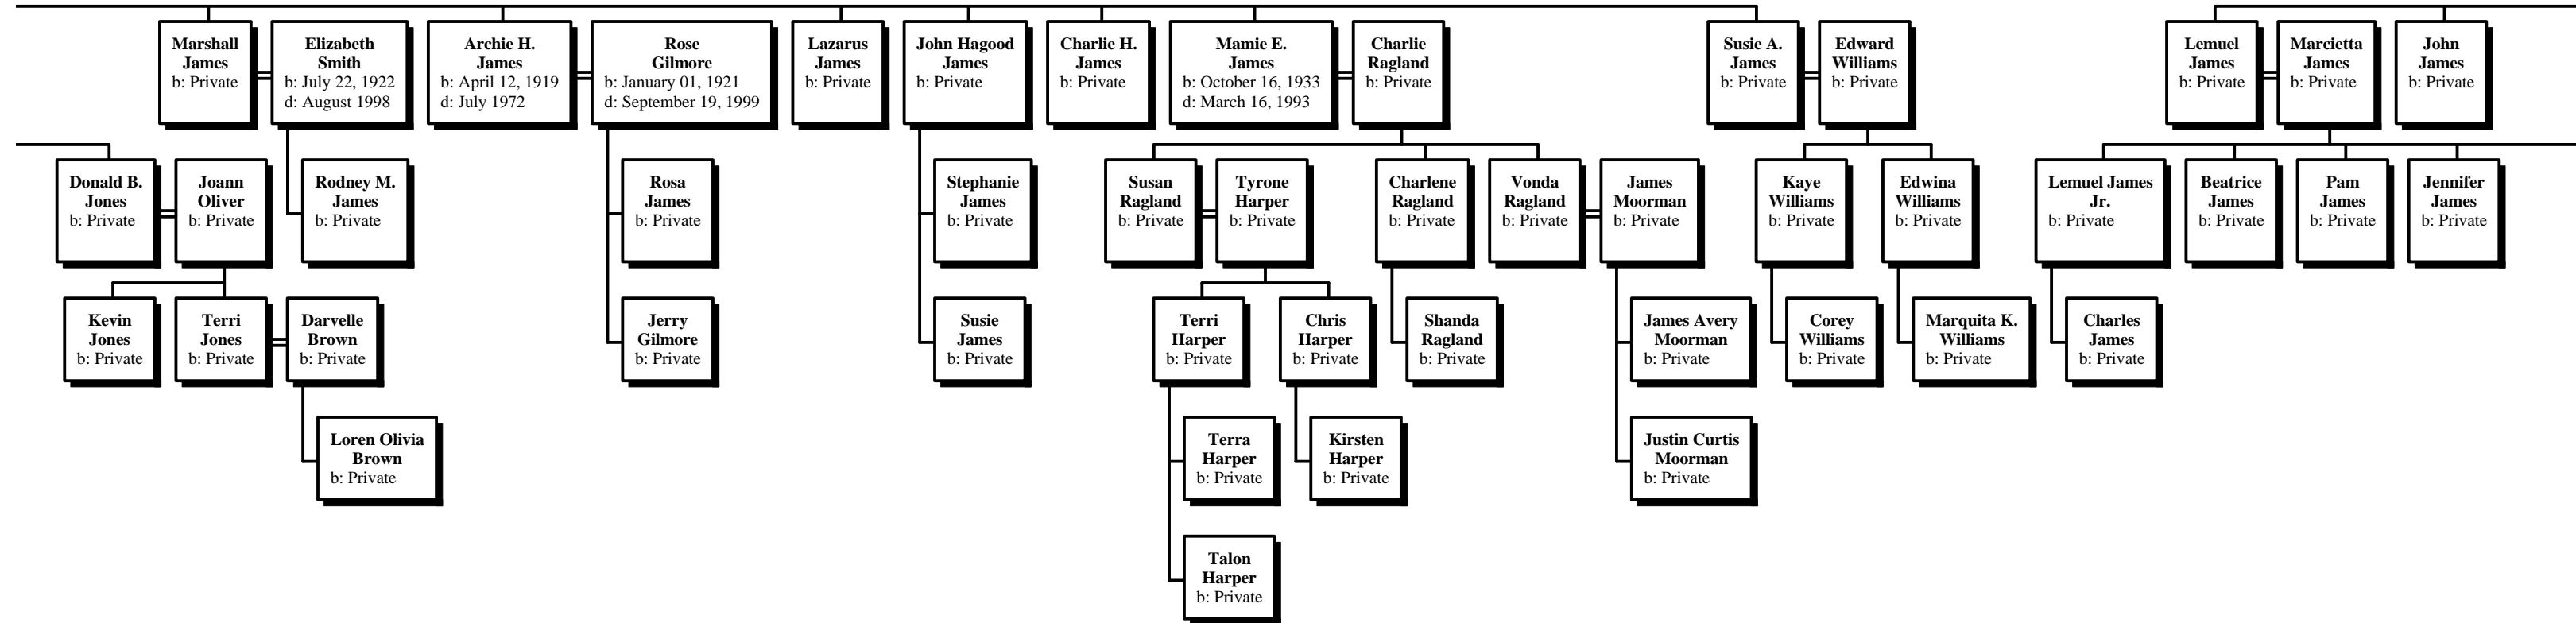 Marshall
James
b: Private
Elizabeth
Smith
b: July 22, 1922
d: August 1998
Archie H.
James
b: April 12, 1919
d: July 1972
Rose
Gilmore
b: January 01, 1921
d: September 19, 1999
Lazarus
James
b: Private
John Hagood
James
b: Private
Charlie H.
James
b: Private
Mamie E.
James
b: October 16, 1933
d: March 16, 1993
Charlie
Ragland
b: Private
Susie A.
James
b: Private
Edward
Williams
b: Private
Lemuel
James
b: Private
Marcietta
James
b: Private
John
James
b: Private
Donald B.
Jones
b: Private
Joann
Oliver
b: Private
Rodney M.
James
b: Private
Rosa
James
b: Private
Stephanie
James
b: Private
Susan
Ragland
b: Private
Tyrone
Harper
b: Private
Charlene
Ragland
b: Private
Vonda
Ragland
b: Private
James
Moorman
b: Private
Kaye
Williams
b: Private
Edwina
Williams
b: Private
Lemuel James
Jr.
b: Private
Beatrice
James
b: Private
Pam
James
b: Private
Jennifer
James
b: Private
Kevin
Jones
b: Private
Terri
Jones
b: Private
Darvelle
Brown
b: Private
Jerry
Gilmore
b: Private
Susie
James
b: Private
Terri
Harper
b: Private
Chris
Harper
b: Private
Shanda
Ragland
b: Private
James Avery
Moorman
b: Private
Corey
Williams
b: Private
Marquita K.
Williams
b: Private
Charles
James
b: Private
Loren Olivia
Brown
b: Private
Terra
Harper
b: Private
Kirsten
Harper
b: Private
Justin Curtis
Moorman
b: Private
Talon
Harper
b: Private